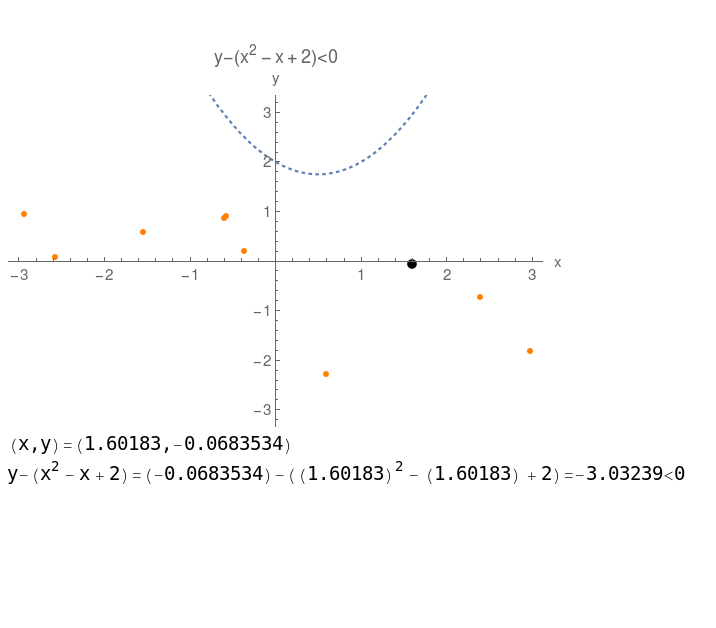 y−(x² − x + 2)<0
y
3
2
1
−3 −2 −1 1 2 3 x
−1
−2
−3
(x,y)=(1.60183,−0.0683534)
y−(x² − x + 2)=(−0.0683534)−((1.60183)² − (1.60183) + 2)=−3.03239<0